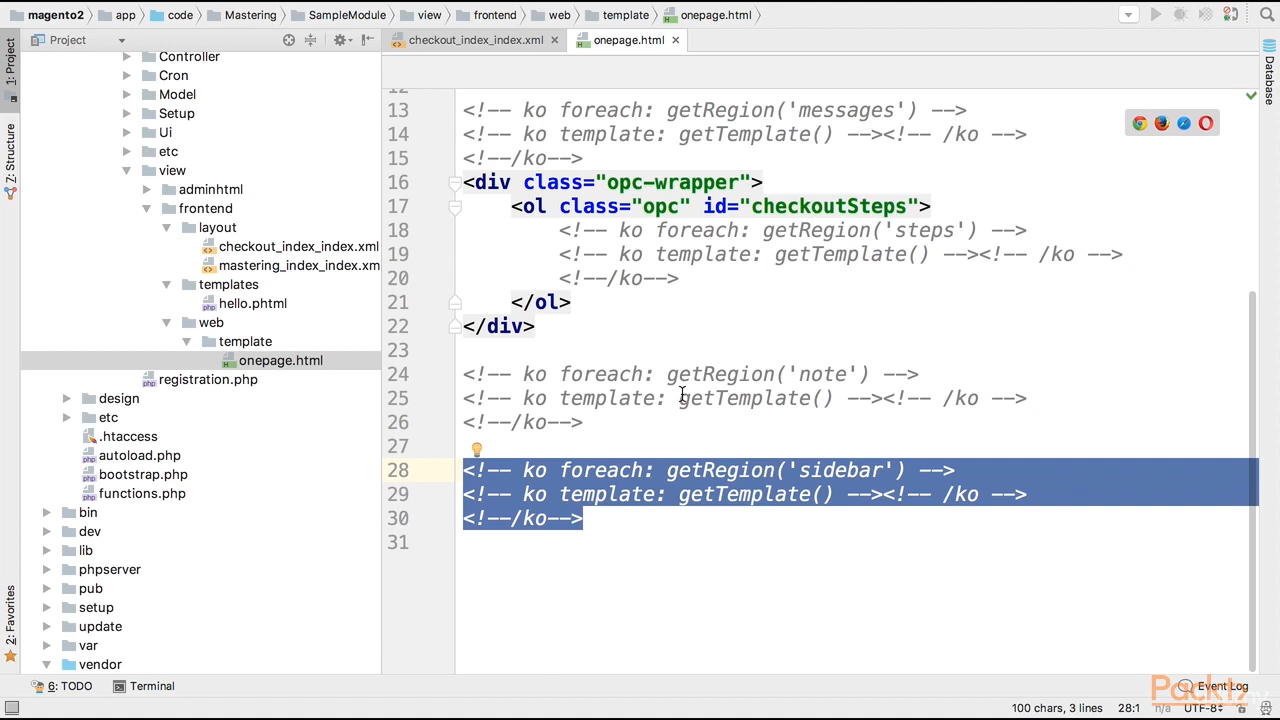 magento2 app code Mastering SampleModule view frontend web template onepage.html
Project checkout_index_index.xml onepage.html
1: Project
Z: Structure
2: Favorites
Database
Controller
Cron
Model
Setup
Ui
etc
view
adminhtml
frontend
layout
checkout_index_index.xml
mastering_index_index.xm
templates
hello.phtml
web
template
onepage.html
registration.php
design
etc
.htaccess
autoload.php
bootstrap.php
functions.php
bin
dev
lib
phpserver
pub
setup
update
var
vendor
12
13 <!-- ko foreach: getRegion('messages') -->
14 <!-- ko template: getTemplate() --><!-- /ko -->
15 <!--/ko-->
16 <div class="opc-wrapper">
17 <ol class="opc" id="checkoutSteps">
18 <!-- ko foreach: getRegion('steps') -->
19 <!-- ko template: getTemplate() --><!-- /ko -->
20 <!--/ko-->
21 </ol>
22 </div>
23
24 <!-- ko foreach: getRegion('note') -->
25 <!-- ko template: getTemplate() --><!-- /ko -->
26 <!--/ko-->
27
28 <!-- ko foreach: getRegion('sidebar') -->
29 <!-- ko template: getTemplate() --><!-- /ko -->
30 <!--/ko-->
31
6: TODO Terminal Event Log
100 chars, 3 lines 28:1 n/a UTF-8